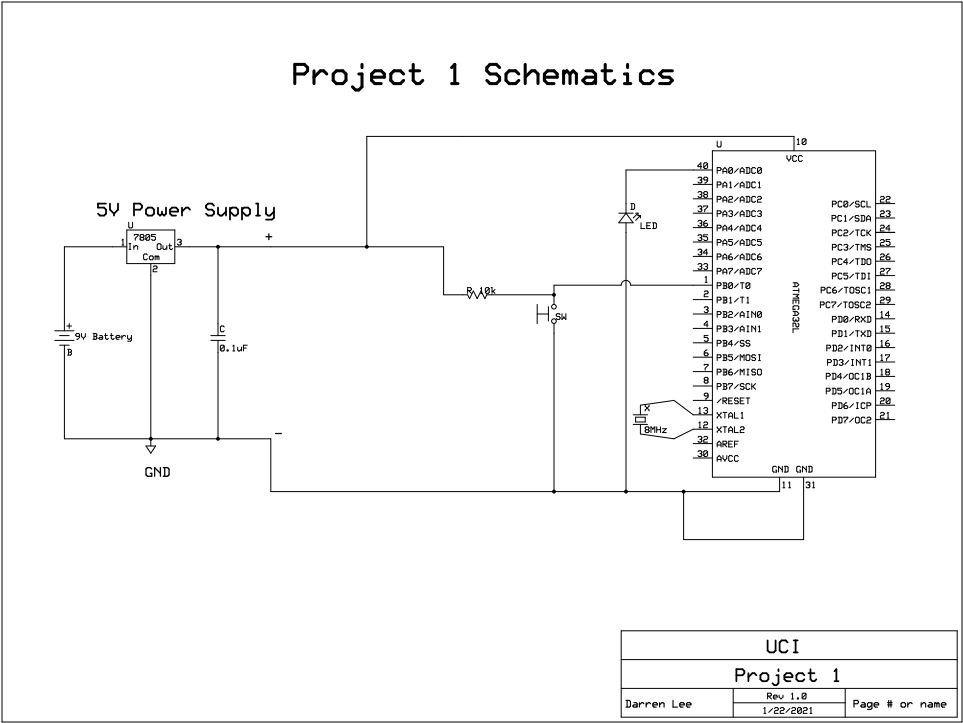 Project 1 Schematics
U
10
VCC
40 PA0/ADC0
39 PA1/ADC1
38 PA2/ADC2
37 PA3/ADC3
36 PA4/ADC4
35 PA5/ADC5
34 PA6/ADC6
33 PA7/ADC7
1 PB0/T0
2 PB1/T1
3 PB2/AIN0
4 PB3/AIN1
5 PB4/SS
6 PB5/MOSI
7 PB6/MISO
8 PB7/SCK
9 /RESET
13 XTAL1
12 XTAL2
32 AREF
30 AVCC
ATMEGA32L
PC0/SCL 22
PC1/SDA 23
PC2/TCK 24
PC3/TMS 25
PC4/TDO 26
PC5/TDI 27
PC6/TOSC1 28
PC7/TOSC2 29
PD0/RXD 14
PD1/TXD 15
PD2/INT0 16
PD3/INT1 17
PD4/OC1B 18
PD5/OC1A 19
PD6/ICP 20
PD7/OC2 21
GND GND
11 31
5V Power Supply
U
7805
1 In Out 3
Com
2
+
D
LED
R 10k
SW
+
9V Battery
B
C
0.1uF
X
8MHz
−
GND
UCI
Project 1
Darren Lee
Rev 1.0
1/22/2021
Page # or name